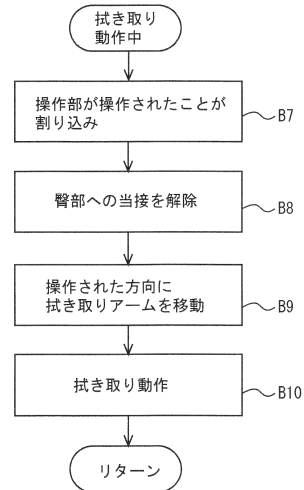 拭き取り
動作中
操作部が操作されたことが
割り込み
B7
臀部への当接を解除
B8
操作された方向に
拭き取りアームを移動
B9
拭き取り動作
B10
リターン